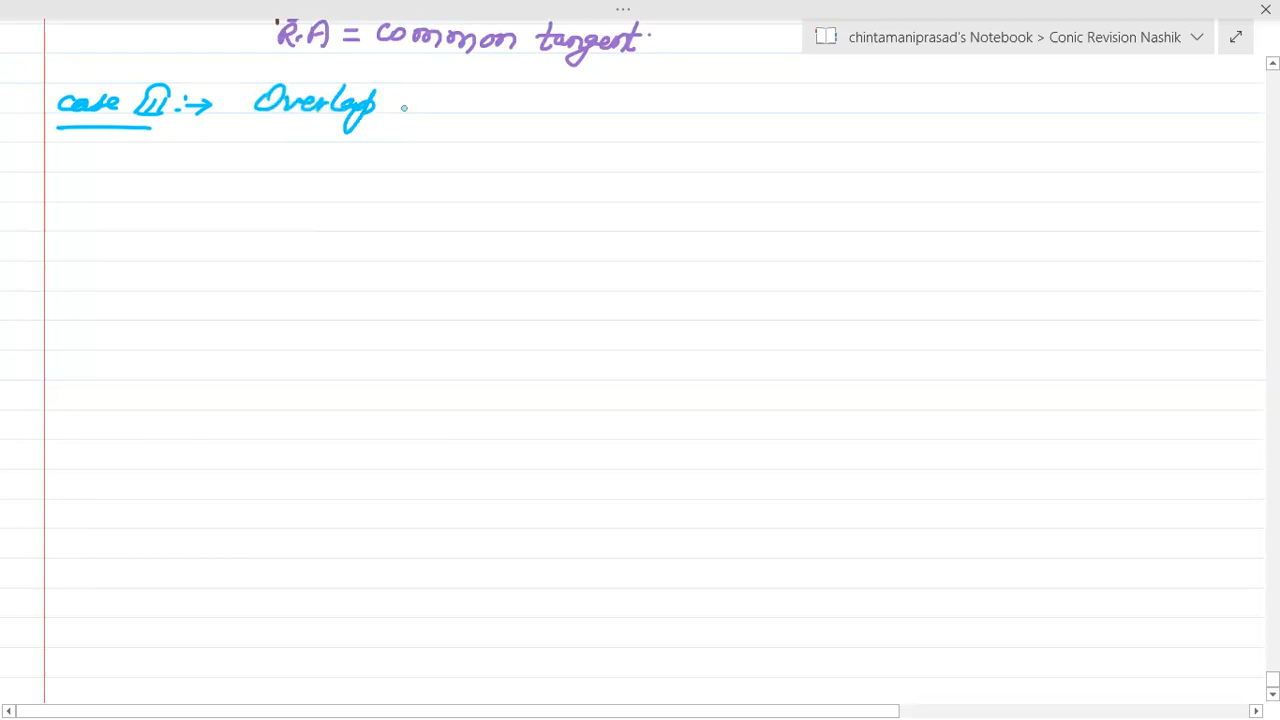 ...
R.A = common tangent.
chintamaniprasad's Notebook > Conic Revision Nashik
case III :→ Overlap